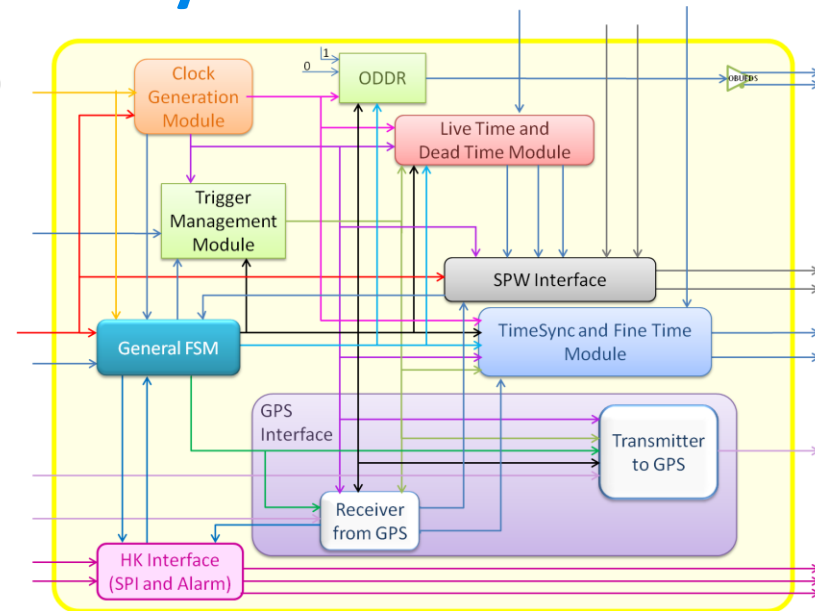 Clock
Generation
Module
1
0
ODDR
OBUFDS
Live Time and
Dead Time Module
Trigger
Management
Module
SPW Interface
General FSM
TimeSync and Fine Time
Module
GPS
Interface
Transmitter
to GPS
Receiver
from GPS
HK Interface
(SPI and Alarm)